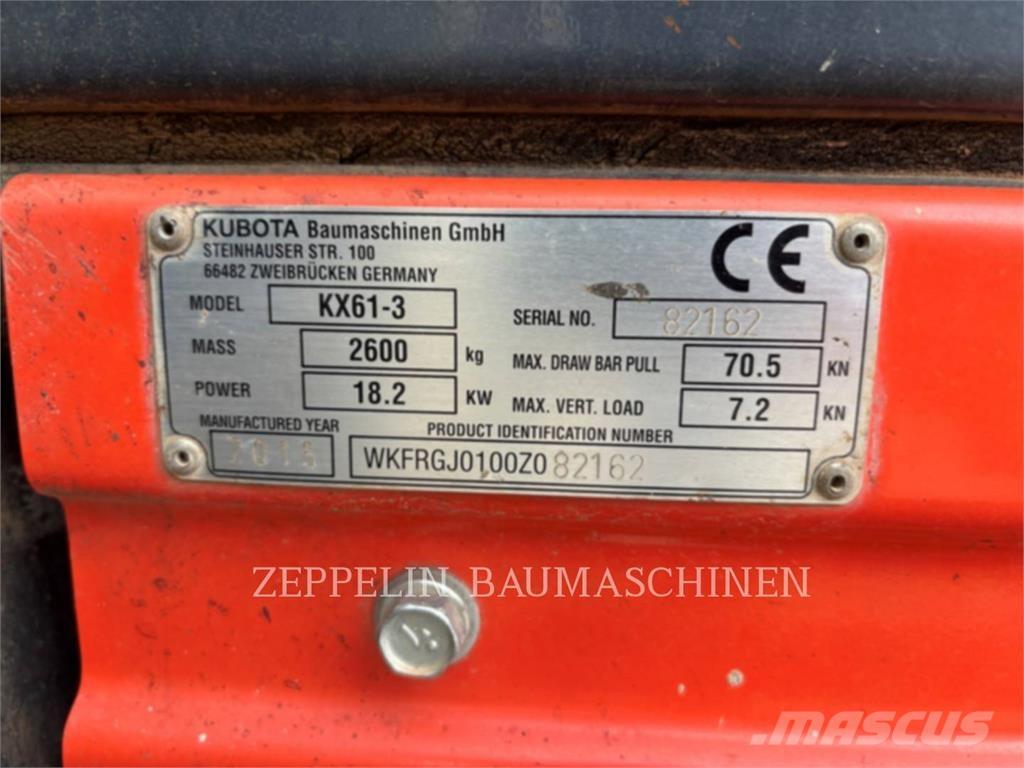 KUBOTA Baumaschinen GmbH
STEINHAUSER STR. 100
66482 ZWEIBRÜCKEN GERMANY
CE
MODEL KX61-3
SERIAL NO. 82162
MASS 2600 kg
MAX. DRAW BAR PULL 70.5 KN
POWER 18.2 KW
MAX. VERT. LOAD 7.2 KN
MANUFACTURED YEAR
PRODUCT IDENTIFICATION NUMBER
WKFRGJ0100Z082162
ZEPPELIN BAUMASCHINEN
MASCUS